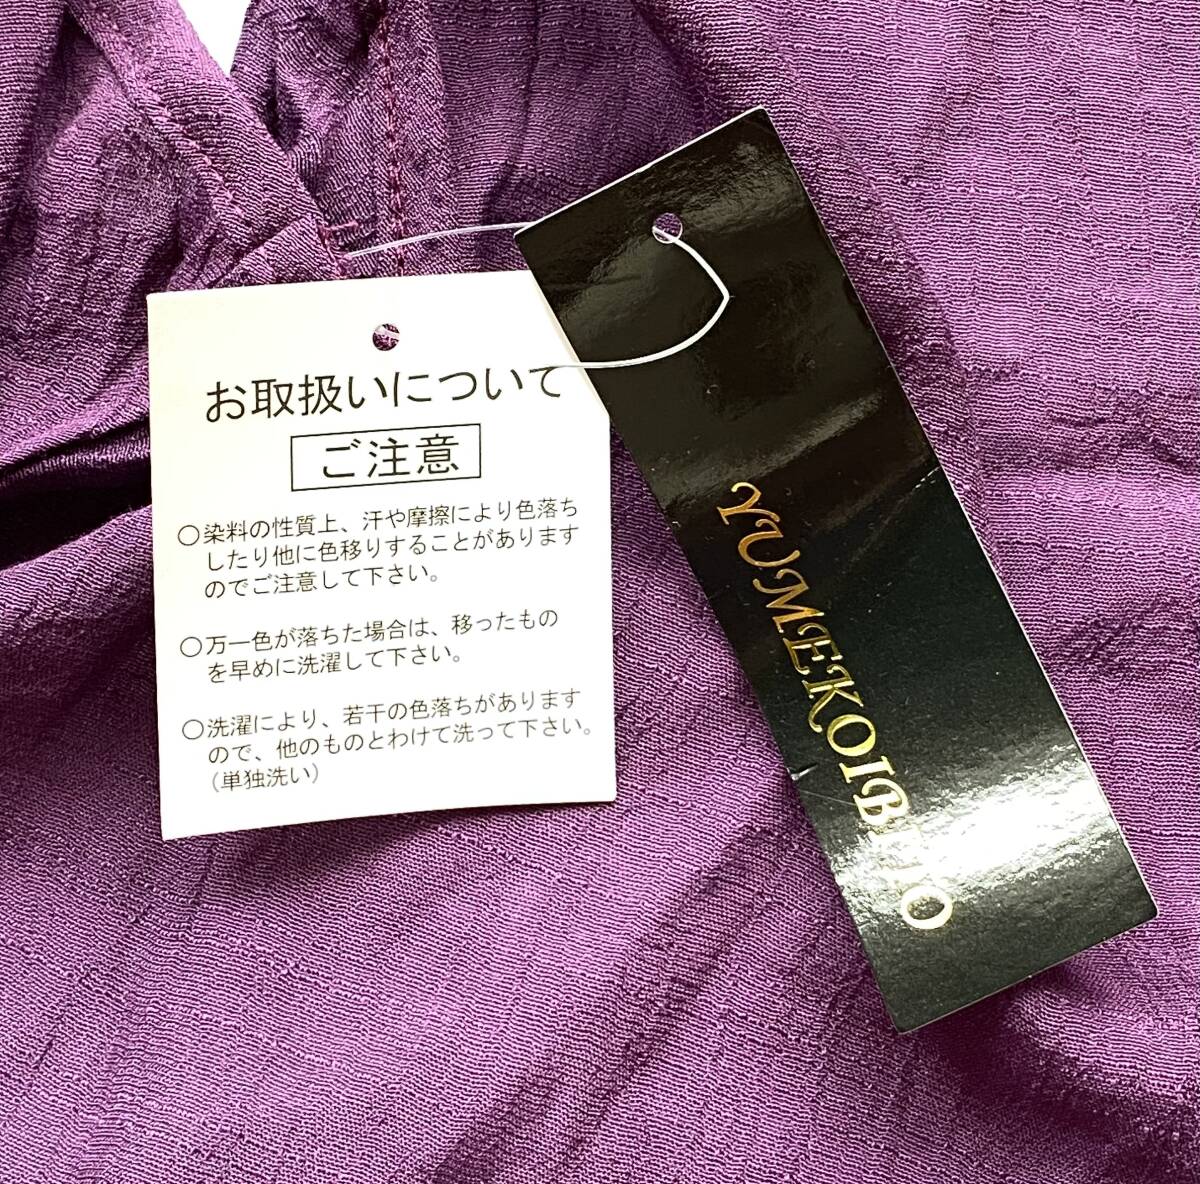 お取扱いについて
ご注意
○染料の性質上、汗や摩擦により色落ち
したり他に色移りすることがあります
のでご注意して下さい。
○万一色が落ちた場合は、移ったもの
を早めに洗濯して下さい。
○洗濯により、若干の色落ちがあります
ので、他のものとわけて洗って下さい。
(単独洗い)
YUMEKOIBITO